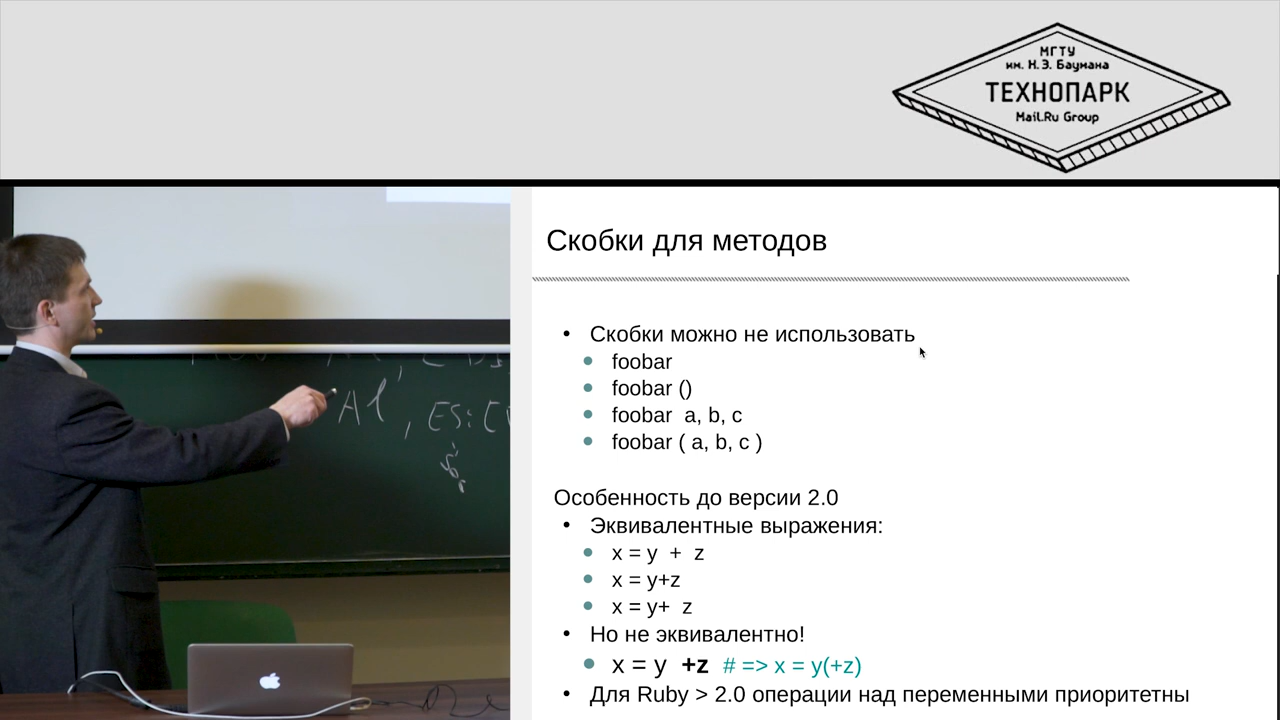 МГТУ
им. Н.Э. Баумана
ТЕХНОПАРК
Mail.Ru Group
Скобки для методов
• Скобки можно не использовать
• foobar
• foobar ()
• foobar a, b, c
• foobar ( a, b, c )
Особенность до версии 2.0
• Эквивалентные выражения:
• x = y + z
• x = y+z
• x = y+ z
• Но не эквивалентно!
• x = y +z # => x = y(+z)
• Для Ruby > 2.0 операции над переменными приоритетны